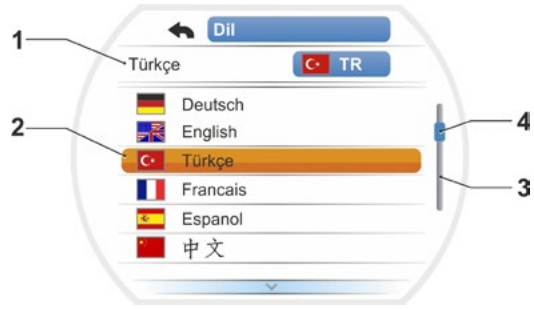 Dil
1
Türkçe
TR
Deutsch
English
2
Türkçe
4
Francais
3
Espanol
中文